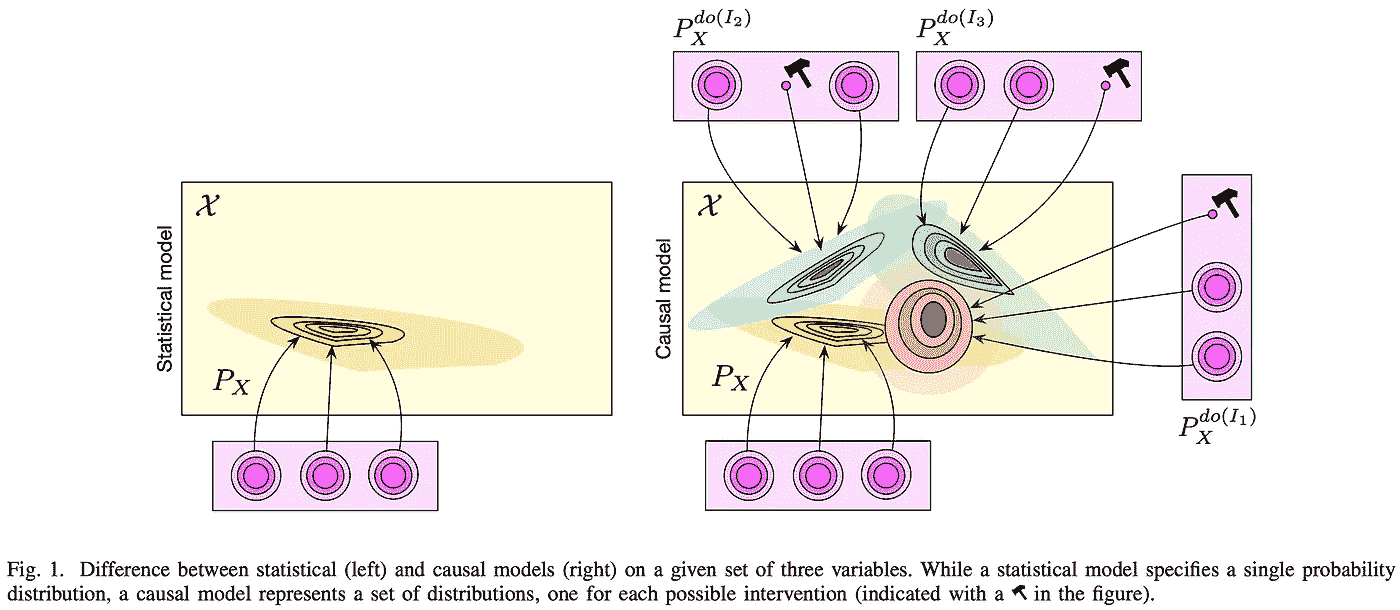 P_X^{do(I_2)}
P_X^{do(I_3)}
𝒳
Statistical model
P_X
𝒳
Causal model
P_X
P_X^{do(I_1)}
Fig. 1. Difference between statistical (left) and causal models (right) on a given set of three variables. While a statistical model specifies a single probability
distribution, a causal model represents a set of distributions, one for each possible intervention (indicated with a in the figure).